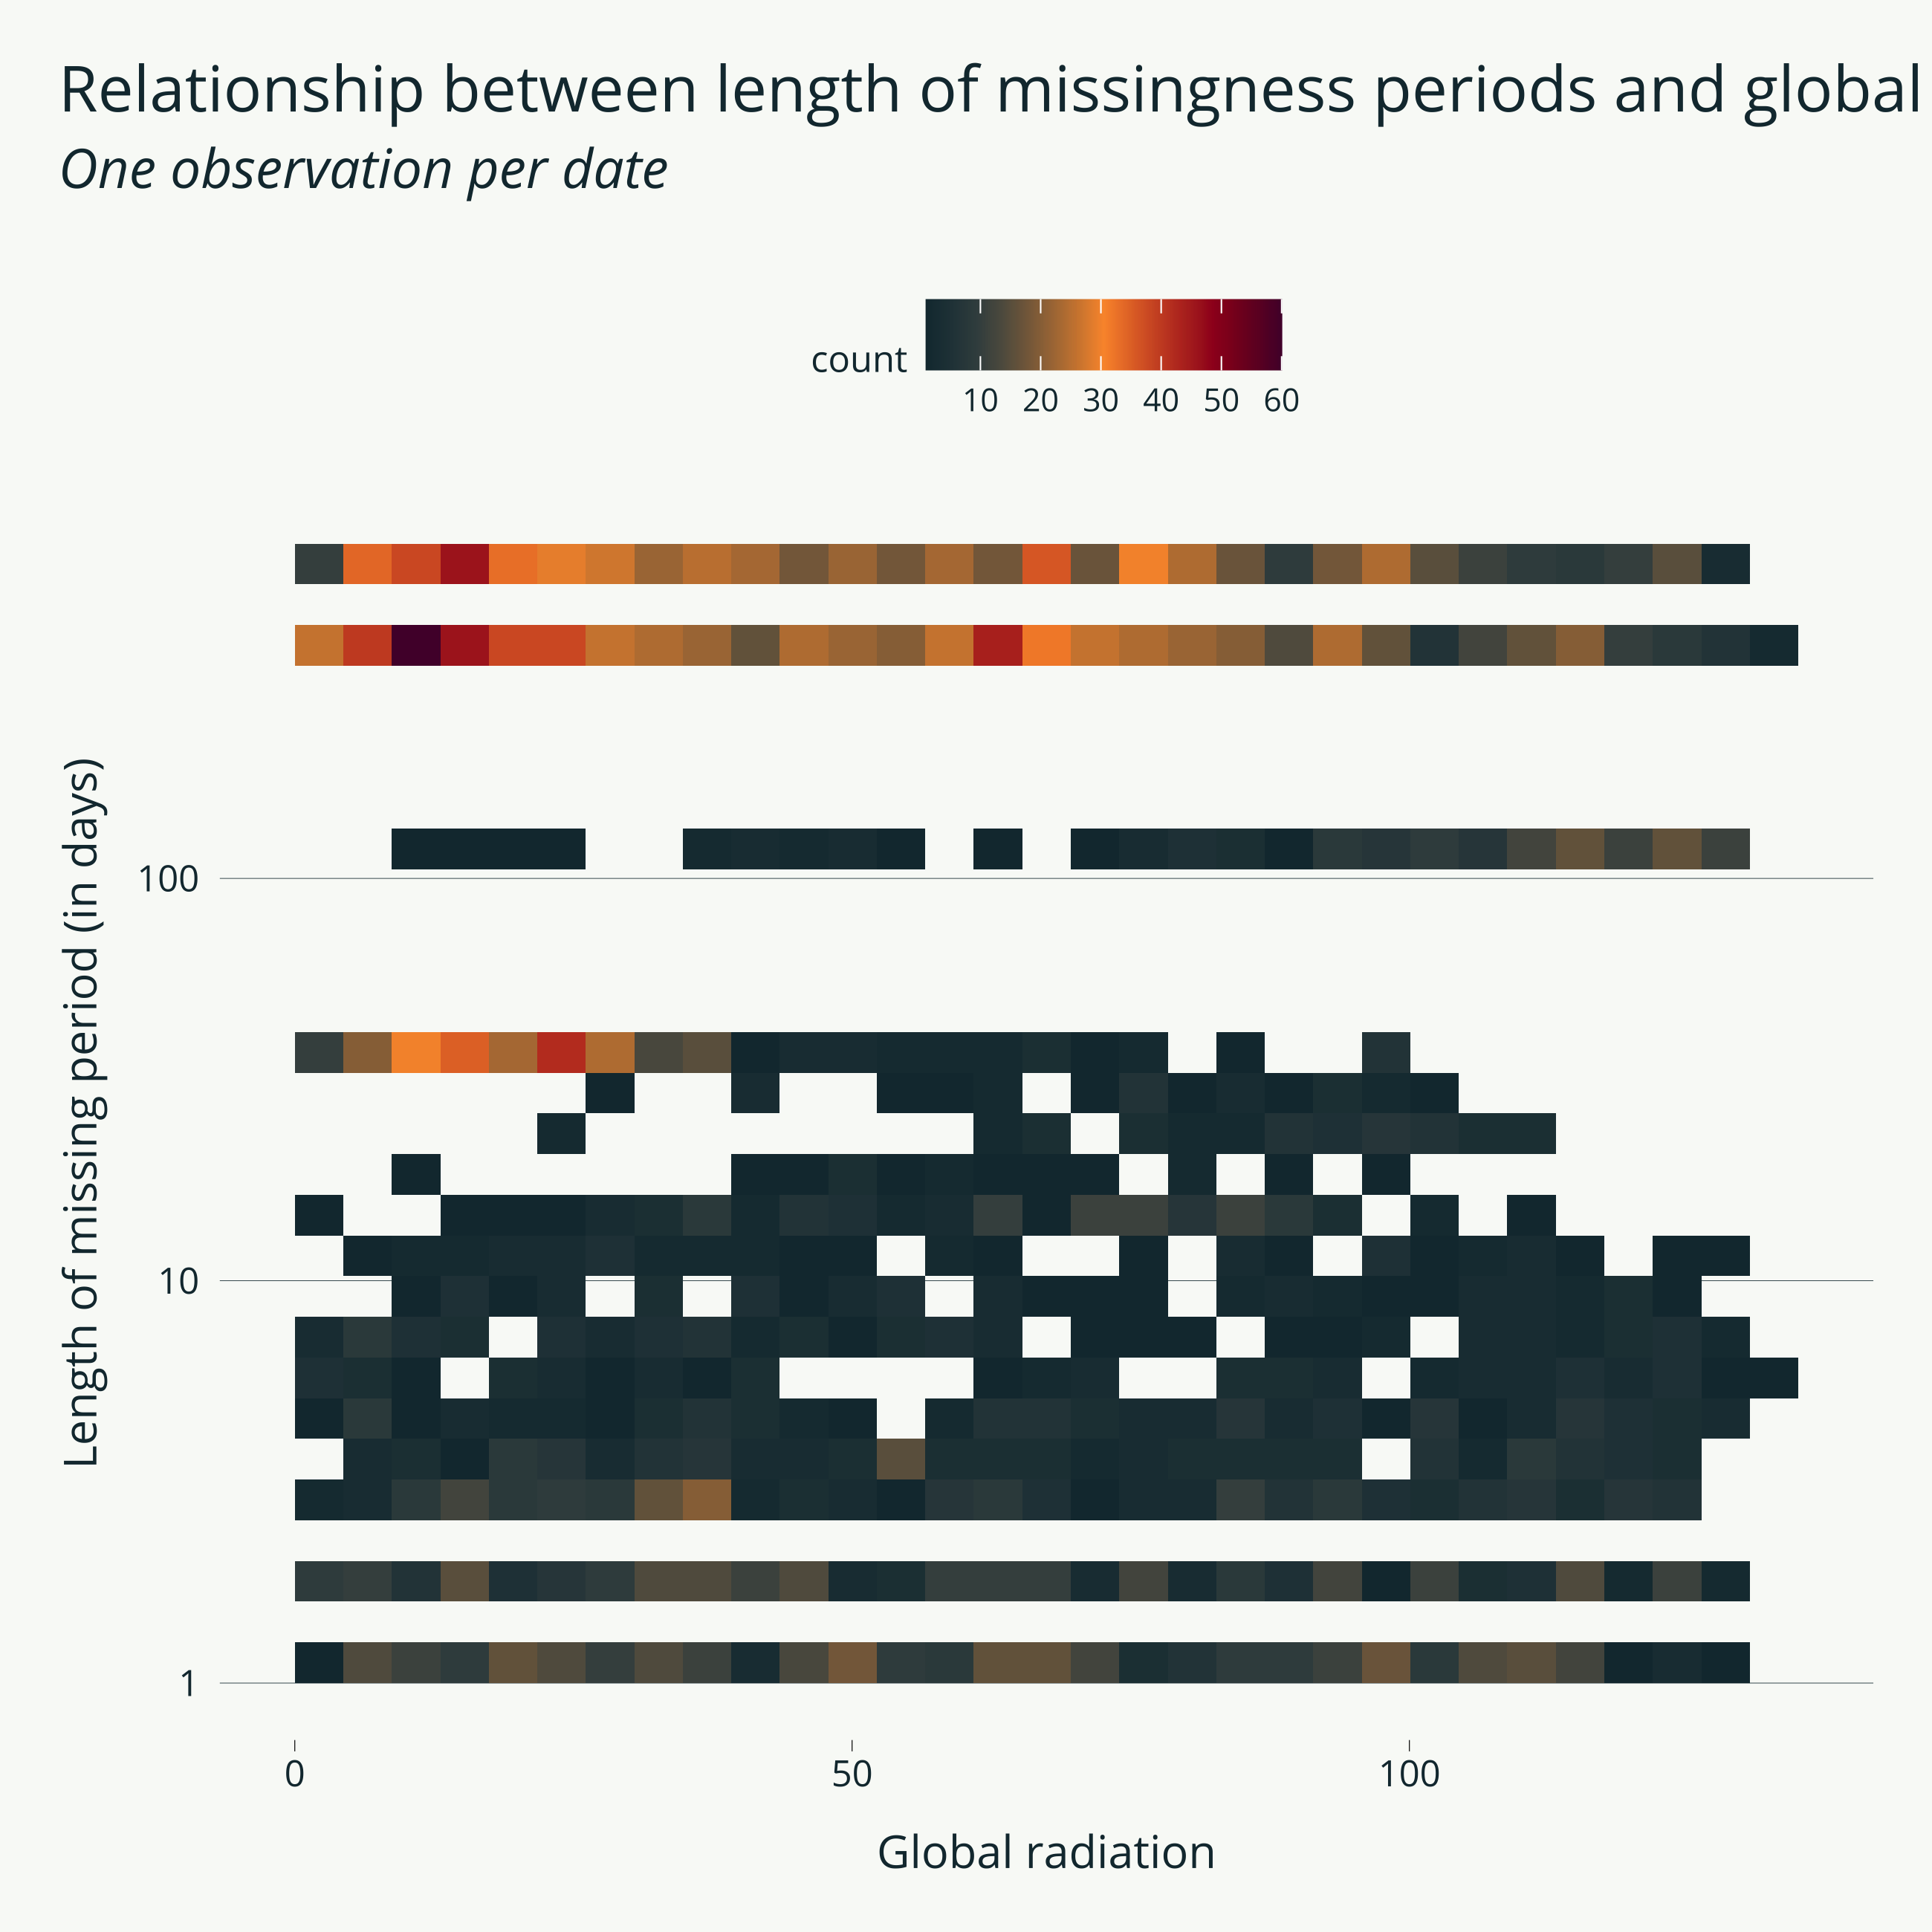 Relationship between length of missingness periods and global
One observation per date
count
10 20 30 40 50 60
Length of missing period (in days)
100
10
1
0 50 100
Global radiation